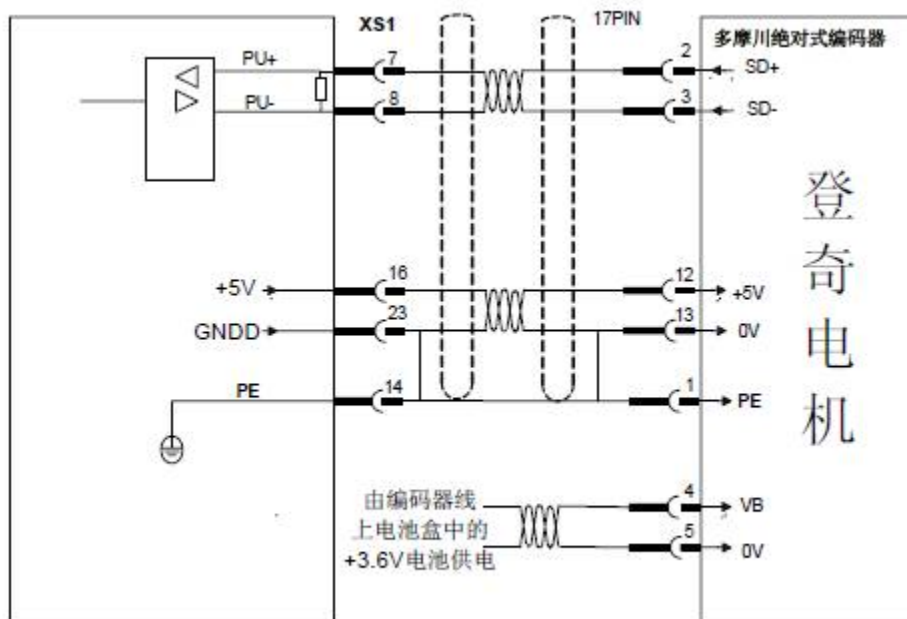 XS1
17PIN
多摩川绝对式编码器
PU+
7
2
SD+
PU-
8
3
SD-
登奇电机
+5V
16
12
+5V
GNDD
23
13
0V
PE
14
1
PE
由编码器线
上电池盒中的
+3.6V电池供电
4
VB
5
0V